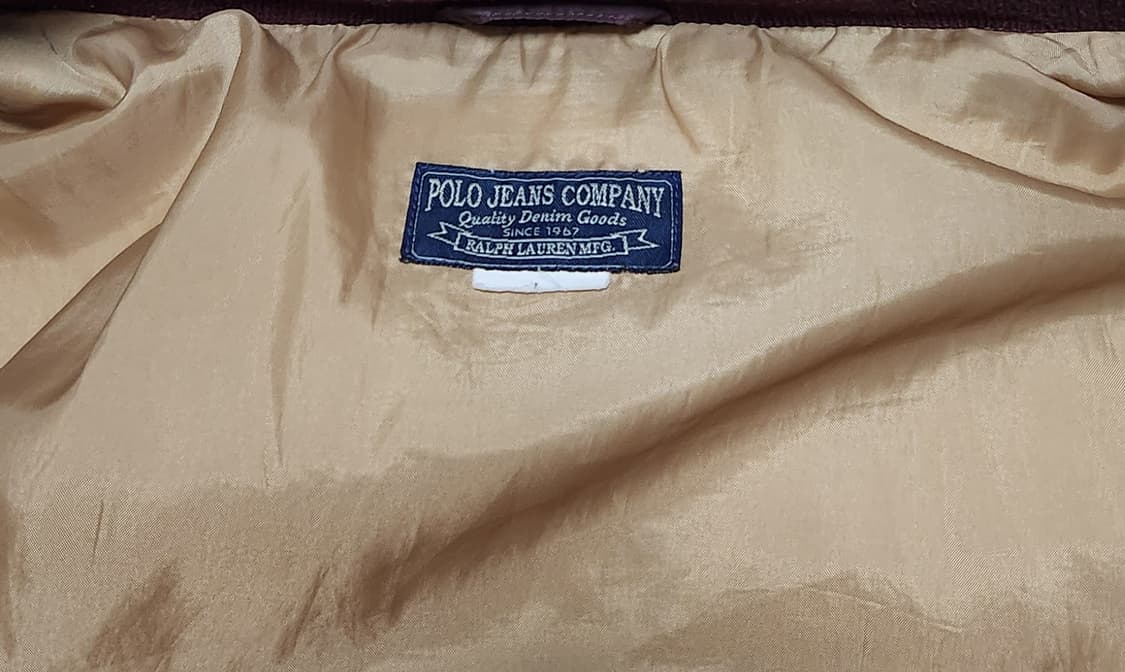 POLO JEANS COMPANY
Quality Denim Goods
SINCE 1967
RALPH LAUREN MFG.